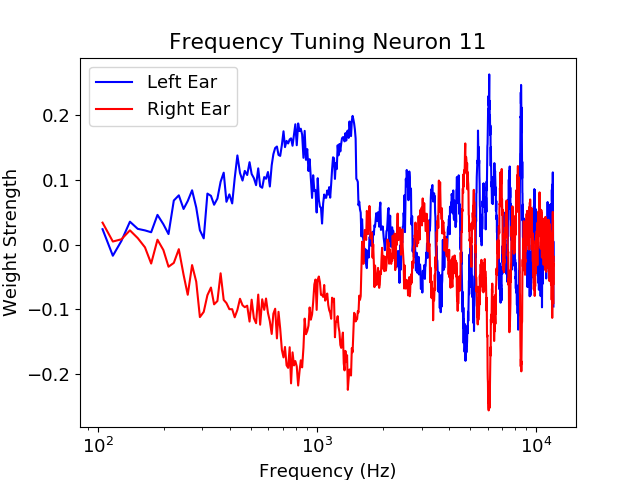 Frequency Tuning Neuron 11
Left Ear
Right Ear
Weight Strength
0.2
0.1
0.0
−0.1
−0.2
10²
10³
10⁴
Frequency (Hz)